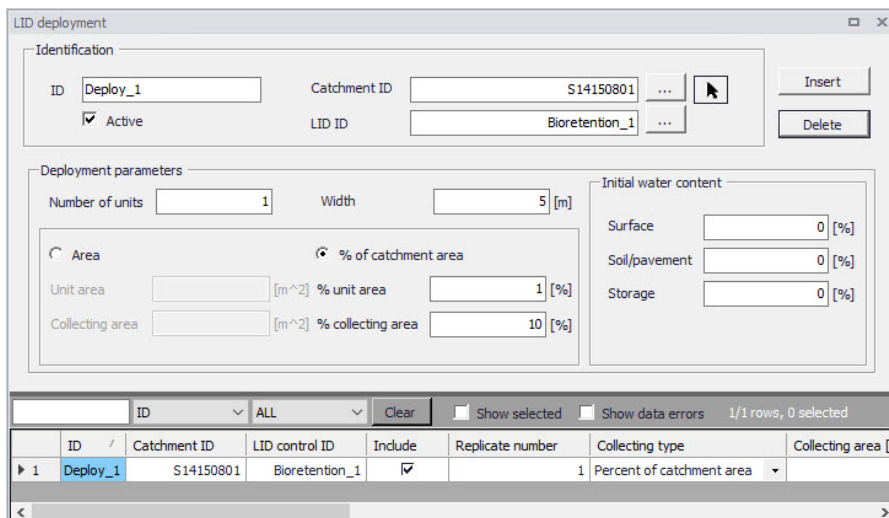 LID deployment
Identification
ID Deploy_1 Catchment ID S14150801 ... Insert
Active LID ID Bioretention_1 ... Delete
Deployment parameters
Number of units 1 Width 5 [m]
Area % of catchment area
Unit area [m^2] % unit area 1 [%]
Collecting area [m^2] % collecting area 10 [%]
Initial water content
Surface 0 [%]
Soil/pavement 0 [%]
Storage 0 [%]
ID ALL Clear Show selected Show data errors 1/1 rows, 0 selected
ID / Catchment ID LID control ID Include Replicate number Collecting type Collecting area [
1 Deploy_1 S14150801 Bioretention_1 1 Percent of catchment area